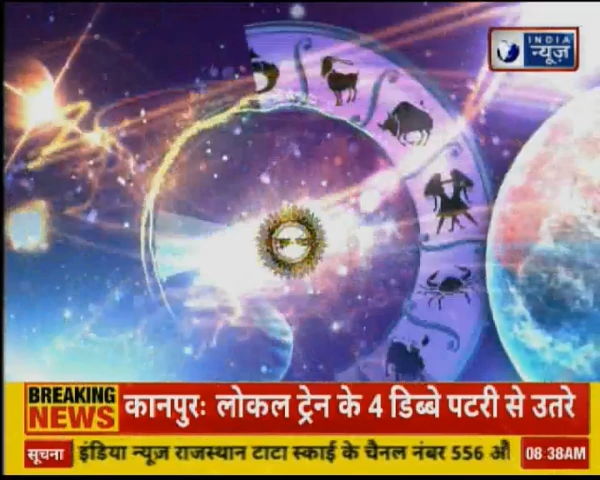 INDIA
न्यूज़
BREAKING NEWS
कानपुरः लोकल ट्रेन के 4 डिब्बे पटरी से उतरे
सूचना इंडिया न्यूज़ राजस्थान टाटा स्काई के चैनल नंबर 556 औ 08:38AM